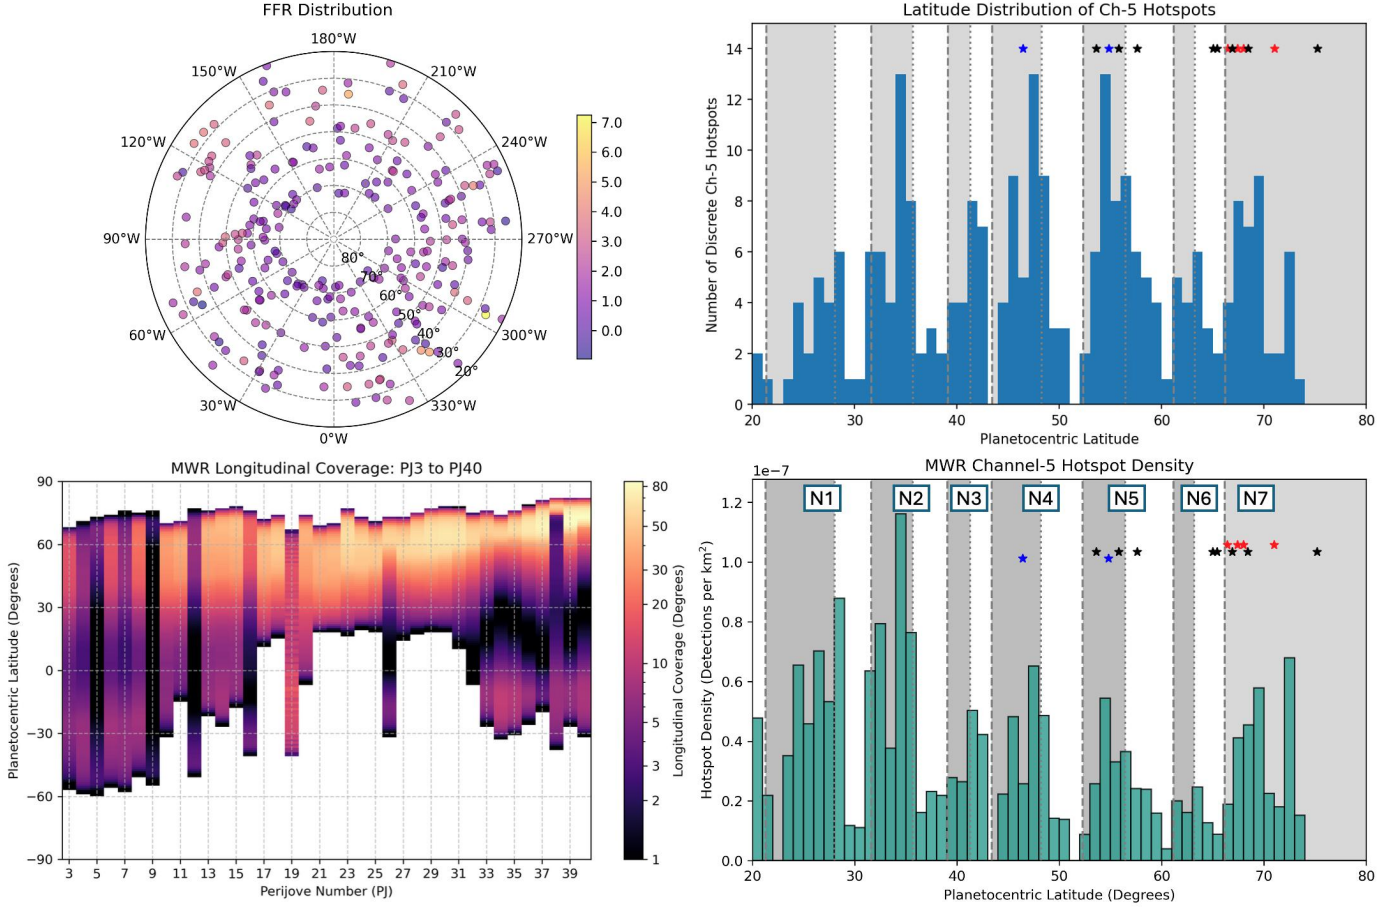 FFR Distribution
180°W
150°W
210°W
120°W
240°W
90°W
270°W
60°W
300°W
30°W
330°W
0°W
80°
70°
60°
50°
40°
30°
20°
7.0
6.0
5.0
4.0
3.0
2.0
1.0
0.0
Latitude Distribution of Ch-5 Hotspots
Number of Discrete Ch-5 Hotspots
14
12
10
8
6
4
2
0
20 30 40 50 60 70 80
Planetocentric Latitude
MWR Longitudinal Coverage: PJ3 to PJ40
Planetocentric Latitude (Degrees)
90
60
30
0
−30
−60
−90
3 5 7 9 11 13 15 17 19 21 23 25 27 29 31 33 35 37 39
Perijove Number (PJ)
80
50
30
20
10
5
3
2
1
Longitudinal Coverage (Degrees)
MWR Channel-5 Hotspot Density
1e−7
Hotspot Density (Detections per km²)
N1 N2 N3 N4 N5 N6 N7
1.2
1.0
0.8
0.6
0.4
0.2
0.0
20 30 40 50 60 70 80
Planetocentric Latitude (Degrees)